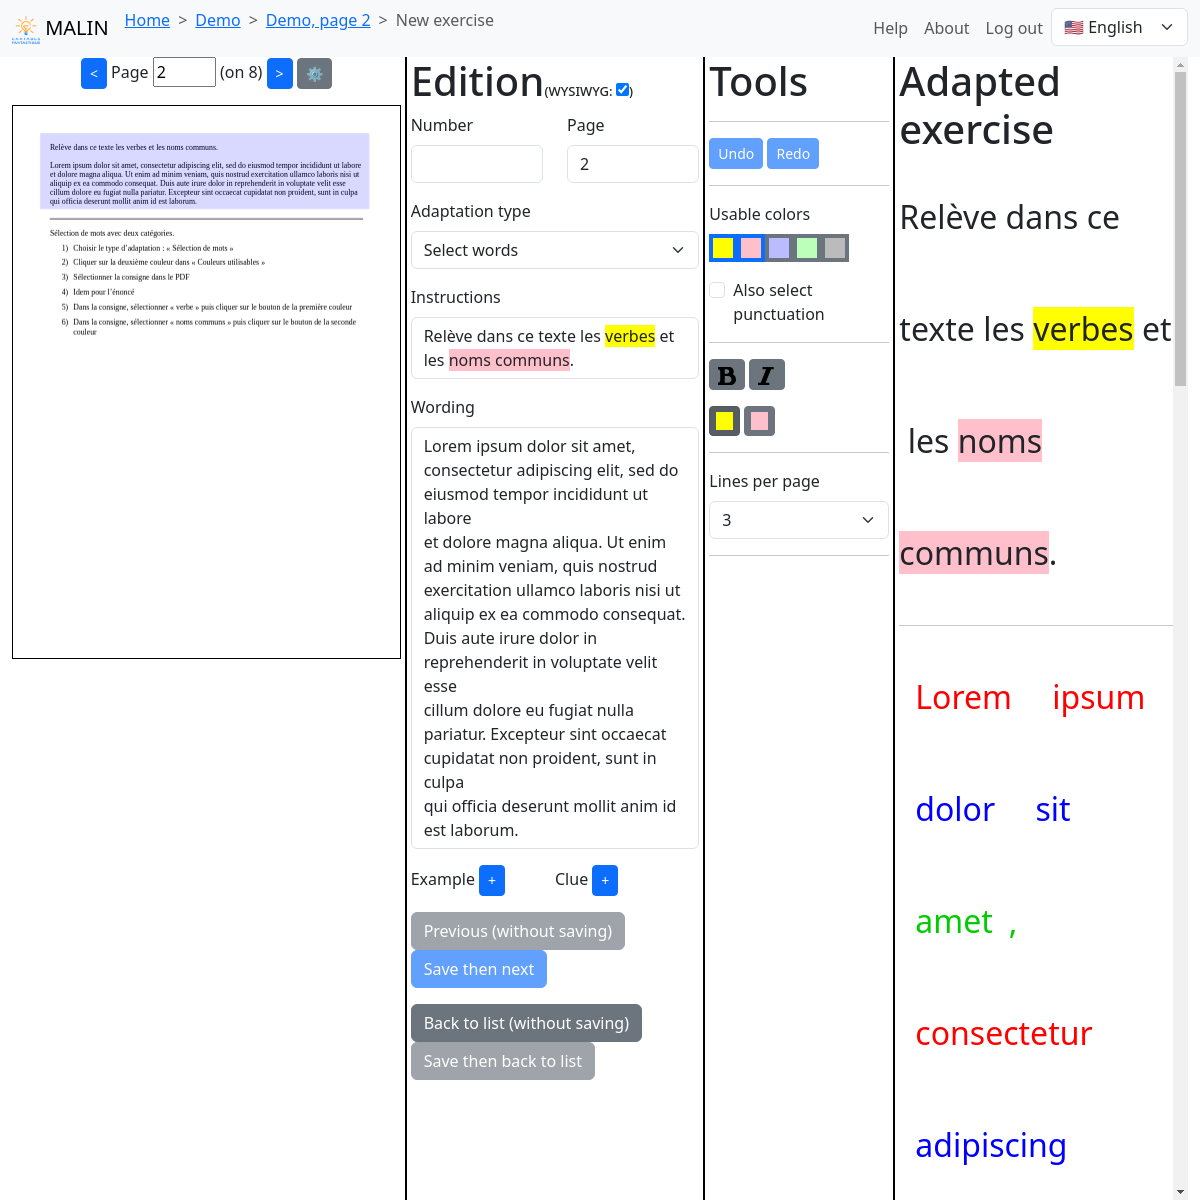 MALIN
Home > Demo > Demo, page 2 > New exercise
Help About Log out 🇺🇸 English
< Page 2 (on 8) > ⚙️
Relève dans ce texte les verbes et les noms communs.
Lorem ipsum dolor sit amet, consectetur adipiscing elit, sed do eiusmod tempor incididunt ut labore
et dolore magna aliqua. Ut enim ad minim veniam, quis nostrud exercitation ullamco laboris nisi ut
aliquip ex ea commodo consequat. Duis aute irure dolor in reprehenderit in voluptate velit esse
cillum dolore eu fugiat nulla pariatur. Excepteur sint occaecat cupidatat non proident, sunt in culpa
qui officia deserunt mollit anim id est laborum.
Sélection de mots avec deux catégories.
1) Choisir le type d'adaptation : « Sélection de mots »
2) Cliquer sur la deuxième couleur dans « Couleurs utilisables »
3) Sélectionner la consigne dans le PDF
4) Idem pour l'énoncé
5) Dans la consigne, sélectionner « verbe » puis cliquer sur le bouton de la première couleur
6) Dans la consigne, sélectionner « noms communs » puis cliquer sur le bouton de la seconde
couleur
Edition(WYSIWYG: )
Number Page
2
Adaptation type
Select words
Instructions
Relève dans ce texte les verbes et
les noms communs.
Wording
Lorem ipsum dolor sit amet,
consectetur adipiscing elit, sed do
eiusmod tempor incididunt ut
labore
et dolore magna aliqua. Ut enim
ad minim veniam, quis nostrud
exercitation ullamco laboris nisi ut
aliquip ex ea commodo consequat.
Duis aute irure dolor in
reprehenderit in voluptate velit
esse
cillum dolore eu fugiat nulla
pariatur. Excepteur sint occaecat
cupidatat non proident, sunt in
culpa
qui officia deserunt mollit anim id
est laborum.
Example + Clue +
Previous (without saving)
Save then next
Back to list (without saving)
Save then back to list
Tools
Undo Redo
Usable colors
Also select
punctuation
B I
Lines per page
3
Adapted
exercise
Relève dans ce
texte les verbes et
les noms
communs.
Lorem ipsum
dolor sit
amet ,
consectetur
adipiscing